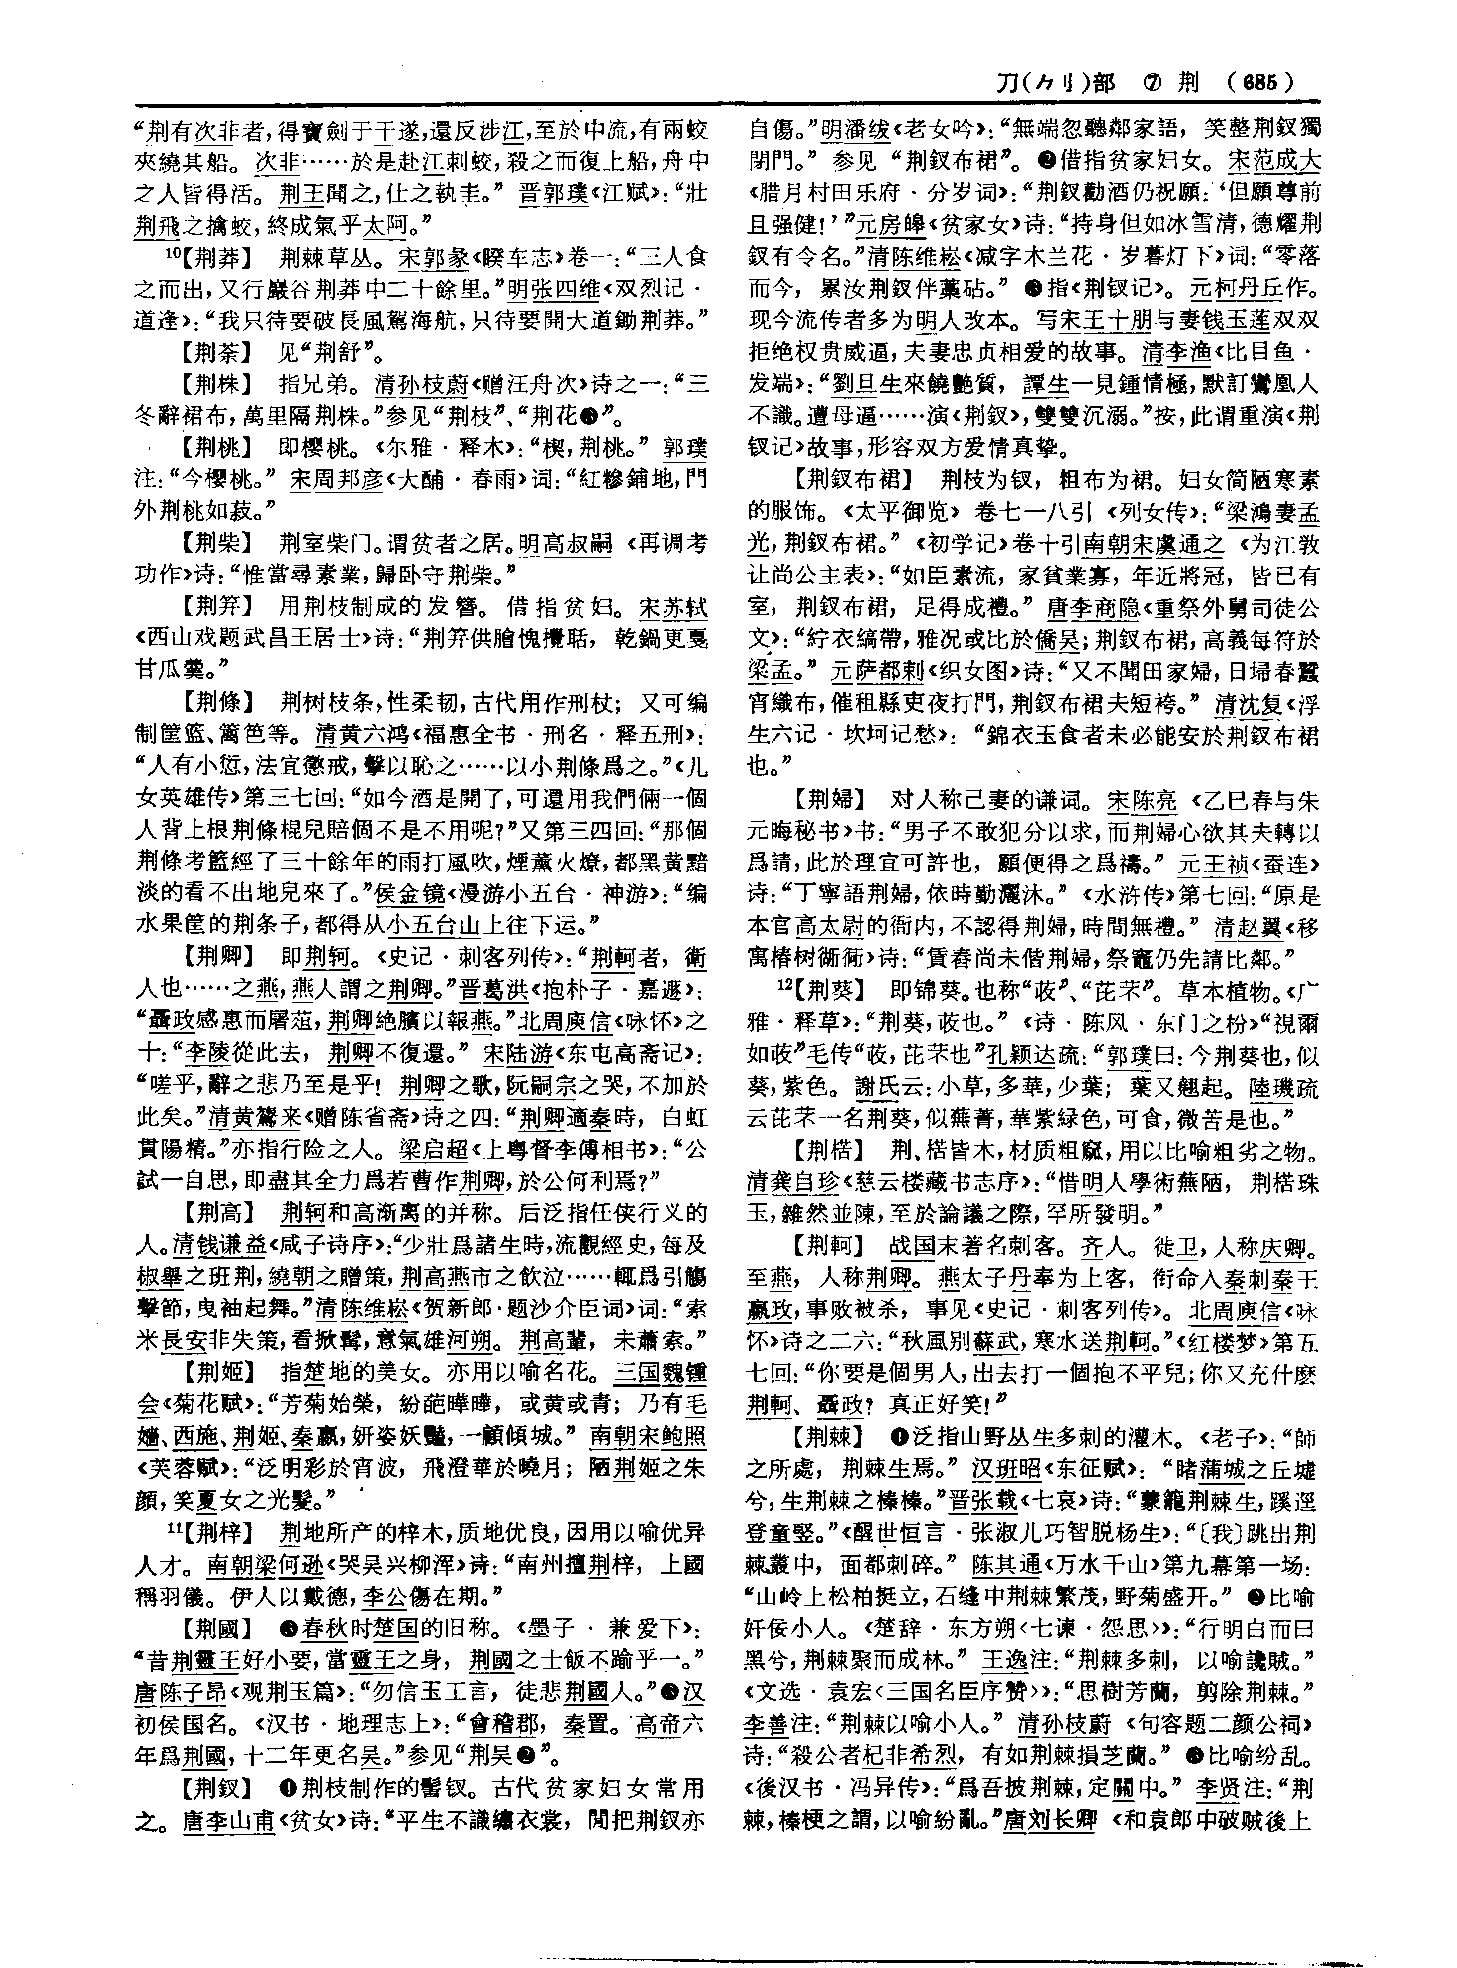 刀(⺈刂)部　⑦　荆　(685)
“荆有次非者，得寶劍于干遂，還反涉江，至於中流，有兩蛟
夾繞其船。次非……於是赴江刺蛟，殺之而復上船，舟中
之人皆得活。荆王聞之，仕之執圭。”晋郭璞《江赋》：“壯
荆飛之擒蛟，終成氣乎太阿。”
10【荆莽】　荆棘草丛。宋郭彖《睽车志》卷一：“三人食
之而出，又行巖谷荆莽中二十餘里。”明张四维《双烈记·
道逢》：“我只待要破長風駕海航，只待要開大道鋤荆莽。”
【荆荼】　见“荆舒”。
【荆株】　指兄弟。清孙枝蔚《赠汪舟次》诗之一：“三
冬辭裙布，萬里隔荆株。”参见“荆枝”、“荆花❸”。
【荆桃】　即樱桃。《尔雅·释木》：“楔，荆桃。”郭璞
注：“今櫻桃。”宋周邦彦《大酺·春雨》词：“紅糝鋪地，門
外荆桃如菽。”
【荆柴】　荆室柴门。谓贫者之居。明高叔嗣《再调考
功作》诗：“惟當尋素業，歸卧守荆柴。”
【荆笄】　用荆枝制成的发簪。借指贫妇。宋苏轼
《西山戏题武昌王居士》诗：“荆笄供膾愧攪聒，乾鍋更戛
甘瓜羹。”
【荆條】　荆树枝条，性柔韧，古代用作刑杖；又可编
制筐篮、篱笆等。清黄六鸿《福惠全书·刑名·释五刑》：
“人有小愆，法宜懲戒，擊以恥之……以小荆條爲之。”《儿
女英雄传》第三七回：“如今酒是開了，可還用我們倆一個
人背上根荆條棍兒賠個不是不用呢？”又第三四回：“那個
荆條考籃經了三十餘年的雨打風吹，煙薰火燎，都黑黄黯
淡的看不出地兒來了。”侯金镜《漫游小五台·神游》：“编
水果筐的荆条子，都得从小五台山上往下运。”
【荆卿】　即荆轲。《史记·刺客列传》：“荆軻者，衛
人也……之燕，燕人謂之荆卿。”晋葛洪《抱朴子·嘉遯》：
“聶政感惠而屠菹，荆卿絶臏以報燕。”北周庾信《咏怀》之
十：“李陵從此去，荆卿不復還。”宋陆游《东屯高斋记》：
“嗟乎，辭之悲乃至是乎！荆卿之歌，阮嗣宗之哭，不加於
此矣。”清黄鷟来《赠陈省斋》诗之四：“荆卿適秦時，白虹
貫陽精。”亦指行险之人。梁启超《上粤督李傅相书》：“公
試一自思，即盡其全力爲若曹作荆卿，於公何利焉？”
【荆高】　荆轲和高渐离的并称。后泛指任侠行义的
人。清钱谦益《咸子诗序》：“少壯爲諸生時，流觀經史，每及
椒舉之班荆，繞朝之贈策，荆高燕市之飲泣……輒爲引觴
擊節，曳袖起舞。”清陈维崧《贺新郎·题沙介臣词》词：“索
米長安非失策，看掀髯，意氣雄河朔。荆高輩，未蕭索。”
【荆姬】　指楚地的美女。亦用以喻名花。三国魏锺
会《菊花赋》：“芳菊始榮，紛葩曄曄，或黄或青；乃有毛
嬙、西施、荆姬、秦嬴，妍姿妖豔，一顧傾城。”南朝宋鲍照
《芙蓉赋》：“泛明彩於宵波，飛澄華於曉月；陋荆姬之朱
顔，笑夏女之光髮。”
11【荆梓】　荆地所产的梓木，质地优良，因用以喻优异
人才。南朝梁何逊《哭吴兴柳浑》诗：“南州擅荆梓，上國
稱羽儀。伊人以戴德，李公傷在期。”
【荆國】　❶春秋时楚国的旧称。《墨子·兼爱下》：
“昔荆靈王好小要，當靈王之身，荆國之士飯不踰乎一。”
唐陈子昂《观荆玉篇》：“勿信玉工言，徒悲荆國人。”❷汉
初侯国名。《汉书·地理志上》：“會稽郡，秦置。高帝六
年爲荆國，十二年更名吴。”参见“荆吴❷”。
【荆釵】　❶荆枝制作的髻钗。古代贫家妇女常用
之。唐李山甫《贫女》诗：“平生不識繡衣裳，閒把荆釵亦
自傷。”明潘绂《老女吟》：“無端忽聽鄰家語，笑整荆釵獨
閉門。”参见“荆釵布裙”。❷借指贫家妇女。宋范成大
《腊月村田乐府·分岁词》：“荆釵勸酒仍祝願：‘但願尊前
且强健！’”元房皞《贫家女》诗：“持身但如冰雪清，德耀荆
釵有令名。”清陈维崧《减字木兰花·岁暮灯下》词：“零落
而今，累汝荆釵伴藁砧。”❸指《荆钗记》。元柯丹丘作。
现今流传者多为明人改本。写宋王十朋与妻钱玉莲双双
拒绝权贵威逼，夫妻忠贞相爱的故事。清李渔《比目鱼·
发端》：“劉旦生來饒艷質，譚生一見鍾情極，默訂鸞凰人
不識。遭母逼……演《荆釵》，雙雙沉溺。”按，此谓重演《荆
钗记》故事，形容双方爱情真挚。
【荆釵布裙】　荆枝为钗，粗布为裙。妇女简陋寒素
的服饰。《太平御览》卷七一八引《列女传》：“梁鴻妻孟
光，荆釵布裙。”《初学记》卷十引南朝宋虞通之《为江敩
让尚公主表》：“如臣素流，家貧業寡，年近將冠，皆已有
室，荆釵布裙，足得成禮。”唐李商隐《重祭外舅司徒公
文》：“紵衣縞帶，雅况或比於僑吴；荆釵布裙，高義每符於
梁孟。”元萨都剌《织女图》诗：“又不聞田家婦，日埽春蠶
宵織布，催租縣吏夜打門，荆釵布裙夫短袴。”清沈复《浮
生六记·坎坷记愁》：“錦衣玉食者未必能安於荆釵布裙
也。”
【荆婦】　对人称己妻的谦词。宋陈亮《乙巳春与朱
元晦秘书》书：“男子不敢犯分以求，而荆婦心欲其夫轉以
爲請，此於理宜可許也，願便得之爲禱。”元王祯《蚕连》
诗：“丁寧語荆婦，依時勤灑沐。”《水浒传》第七回：“原是
本官高太尉的衙内，不認得荆婦，時間無禮。”清赵翼《移
寓椿树衚衕》诗：“賃舂尚未偕荆婦，祭竈仍先請比鄰。”
12【荆葵】　即锦葵。也称“荍”、“芘芣”。草本植物。《广
雅·释草》：“荆葵，荍也。”《诗·陈风·东门之枌》“視爾
如荍”毛传“荍，芘芣也”孔颖达疏：“郭璞曰：今荆葵也，似
葵，紫色。謝氏云：小草，多華，少葉；葉又翹起。陸璣疏
云芘芣一名荆葵，似蕪菁，華紫緑色，可食，微苦是也。”
【荆楛】　荆、楛皆木，材质粗窳，用以比喻粗劣之物。
清龚自珍《慈云楼藏书志序》：“惜明人學術蕪陋，荆楛珠
玉，雜然並陳，至於論議之際，罕所發明。”
【荆軻】　战国末著名刺客。齐人。徙卫，人称庆卿。
至燕，人称荆卿。燕太子丹奉为上客，衔命入秦刺秦王
嬴政，事败被杀，事见《史记·刺客列传》。北周庾信《咏
怀》诗之二六：“秋風别蘇武，寒水送荆軻。”《红楼梦》第五
七回：“你要是個男人，出去打一個抱不平兒；你又充什麽
荆軻、聶政？真正好笑！”
【荆棘】　❶泛指山野丛生多刺的灌木。《老子》：“師
之所處，荆棘生焉。”汉班昭《东征赋》：“睹蒲城之丘墟
兮，生荆棘之榛榛。”晋张载《七哀》诗：“蒙籠荆棘生，蹊逕
登童竪。”《醒世恒言·张淑儿巧智脱杨生》：“〔我〕跳出荆
棘叢中，面都刺碎。”陈其通《万水千山》第九幕第一场：
“山岭上松柏挺立，石缝中荆棘繁茂，野菊盛开。”❷比喻
奸佞小人。《楚辞·东方朔〈七谏·怨思〉》：“行明白而曰
黑兮，荆棘聚而成林。”王逸注：“荆棘多刺，以喻讒賊。”
《文选·袁宏〈三国名臣序赞〉》：“思樹芳蘭，剪除荆棘。”
李善注：“荆棘以喻小人。”清孙枝蔚《句容题二颜公祠》
诗：“殺公者杞非希烈，有如荆棘損芝蘭。”❸比喻纷乱。
《後汉书·冯异传》：“爲吾披荆棘，定關中。”李贤注：“荆
棘，榛梗之謂，以喻紛亂。”唐刘长卿《和袁郎中破贼後上